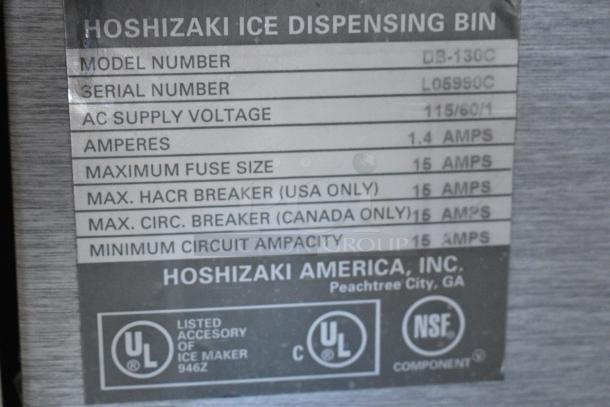 HOSHIZAKI ICE DISPENSING BIN
MODEL NUMBER DB-130C
SERIAL NUMBER L05990C
AC SUPPLY VOLTAGE 115/60/1
AMPERES 1.4 AMPS
MAXIMUM FUSE SIZE 15 AMPS
MAX. HACR BREAKER (USA ONLY) 15 AMPS
MAX. CIRC. BREAKER (CANADA ONLY) 15 AMPS
MINIMUM CIRCUIT AMPACITY 15 AMPS
GROUP
HOSHIZAKI AMERICA, INC.
Peachtree City, GA
UL ®
LISTED
ACCESORY
OF
ICE MAKER
946Z
C UL ®
NSF®
COMPONENT